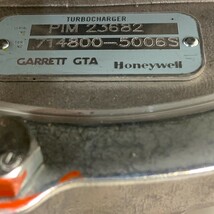 TURBOCHARGER
PIM 23682
714800-5006S
GARRETT GTA Honeywell